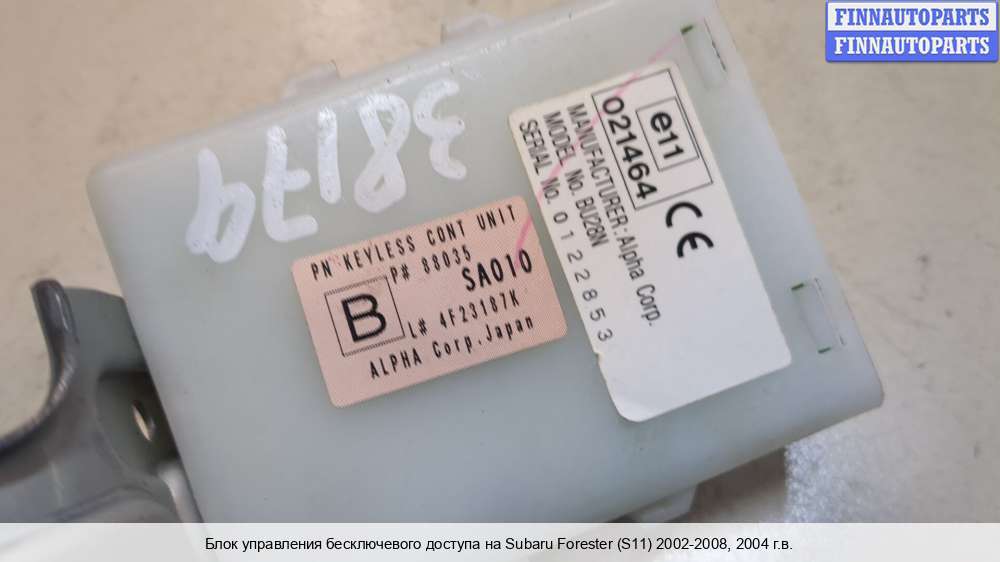 FINNAUTOPARTS
FINNAUTOPARTS
38179
PN KEYLESS CONT UNIT
P# 88035
SA010
B
L# 4F23187K
ALPHA Corp.Japan
e11
021464
CE
MANUFACTURER:Alpha Corp.
MODEL No. BU28N
SERIAL No. 0122853
Блок управления бесключевого доступа на Subaru Forester (S11) 2002-2008, 2004 г.в.